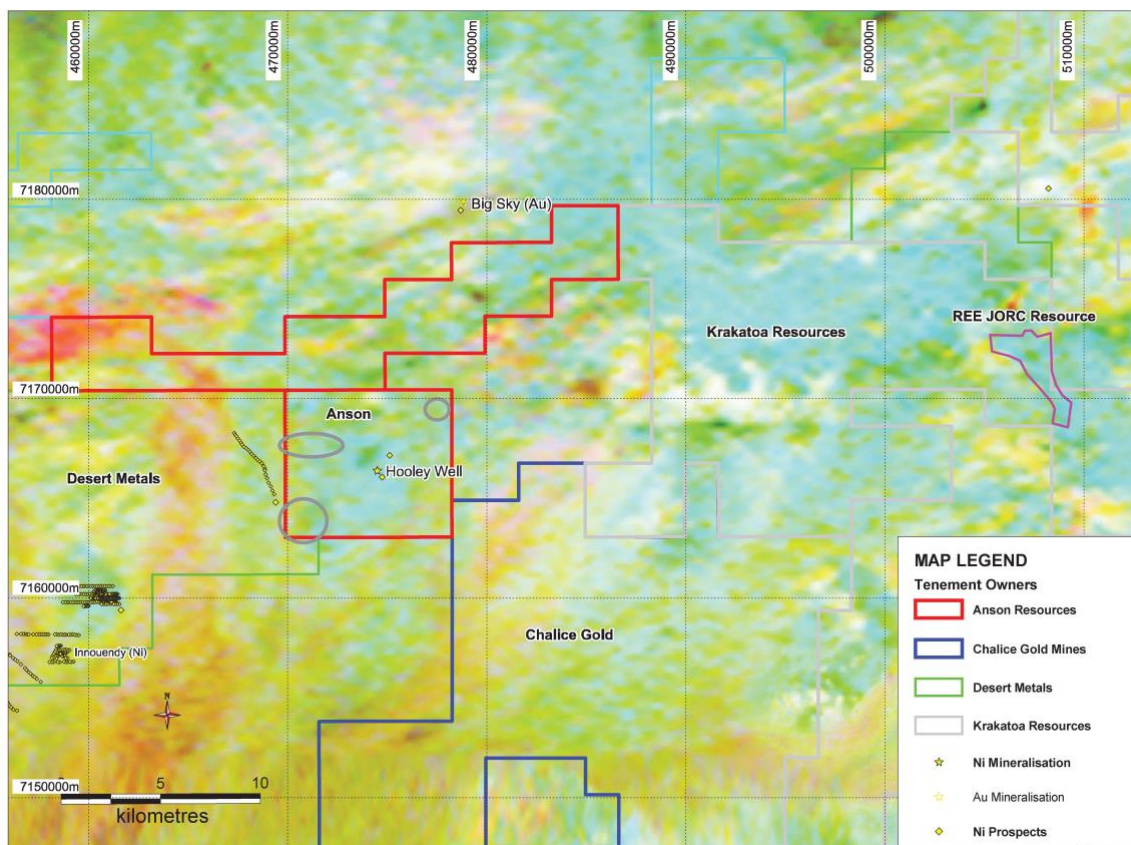 460000m
470000m
480000m
490000m
500000m
510000m
7180000m
Big Sky (Au)
Krakatoa Resources
REE JORC Resource
7170000m
Anson
Hooley Well
Desert Metals
7160000m
Innouendy (Ni)
Chalice Gold
N
7150000m
0 5 10
kilometres
MAP LEGEND
Tenement Owners
Anson Resources
Chalice Gold Mines
Desert Metals
Krakatoa Resources
Ni Mineralisation
Au Mineralisation
Ni Prospects